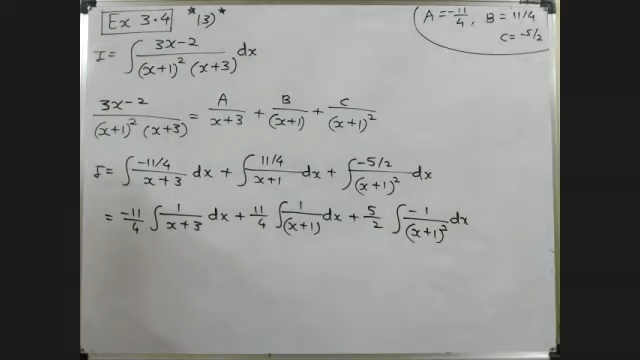 Ex 3.4 *(3)*
A = -11/4, B = 11/4
C = -5/2
I = ∫ 3x-2 / (x+1)² (x+3) dx
3x-2 / (x+1)² (x+3) = A / x+3 + B / (x+1) + C / (x+1)²
I = ∫ -11/4 / x+3 dx + ∫ 11/4 / x+1 dx + ∫ -5/2 / (x+1)² dx
= -11/4 ∫ 1 / x+3 dx + 11/4 ∫ 1 / (x+1) dx + 5/2 ∫ -1 / (x+1)² dx